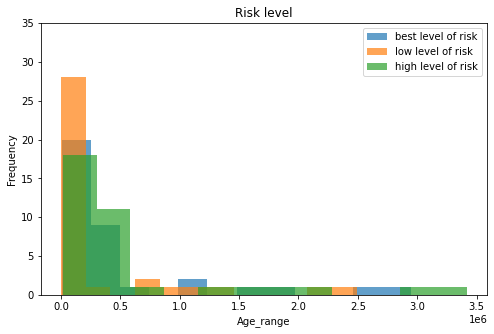 Risk level
best level of risk
low level of risk
high level of risk
35
30
25
20
15
10
5
0
Frequency
0.0 0.5 1.0 1.5 2.0 2.5 3.0 3.5
1e6
Age_range